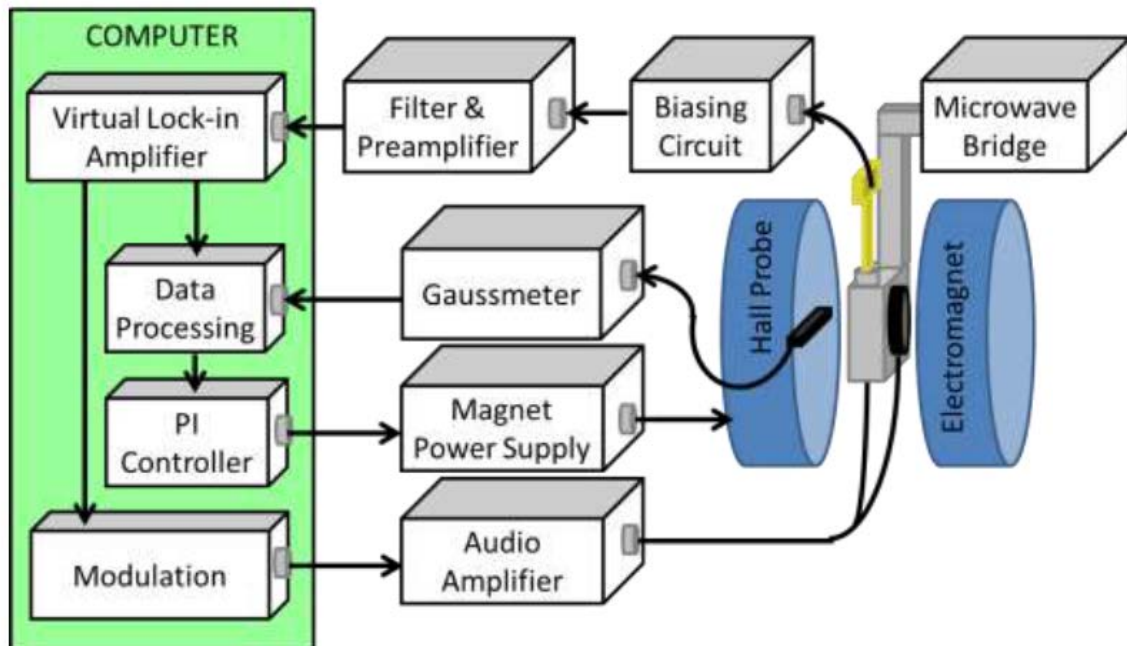 COMPUTER
Virtual Lock-in
Amplifier
Filter &
Preamplifier
Biasing
Circuit
Microwave
Bridge
Data
Processing
Gaussmeter
Hall Probe
Electromagnet
PI
Controller
Magnet
Power Supply
Modulation
Audio
Amplifier